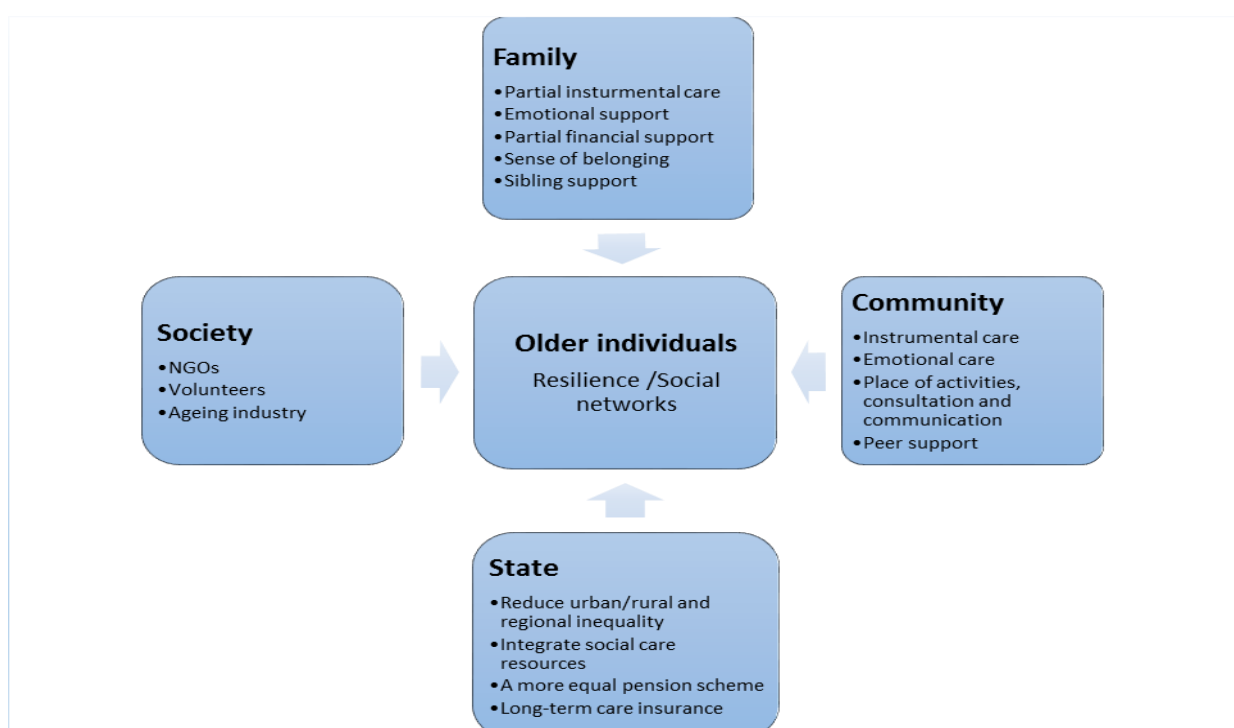 Family
•Partial insturmental care
•Emotional support
•Partial financial support
•Sense of belonging
•Sibling support
Society
•NGOs
•Volunteers
•Ageing industry
Older individuals
Resilience /Social
networks
Community
•Instrumental care
•Emotional care
•Place of activities,
consultation and
communication
•Peer support
State
•Reduce urban/rural and
regional inequality
•Integrate social care
resources
•A more equal pension scheme
•Long-term care insurance